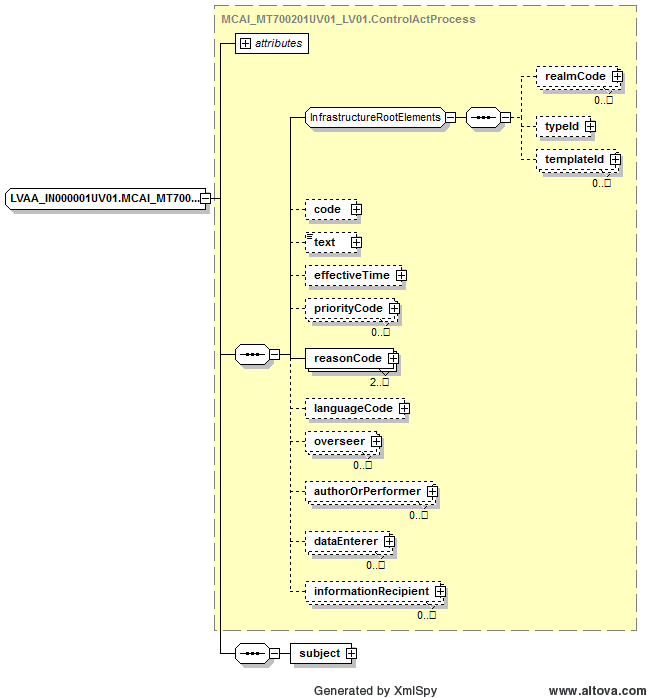 MCAI_MT700201UV01_LV01.ControlActProcess
attributes
InfrastructureRootElements
realmCode
0..□
typeId
templateId
0..□
LVAA_IN000001UV01.MCAI_MT700...
code
text
effectiveTime
priorityCode
0..□
reasonCode
2..□
languageCode
overseer
0..□
authorOrPerformer
0..□
dataEnterer
0..□
informationRecipient
0..□
subject
Generated by XmlSpy
www.altova.com